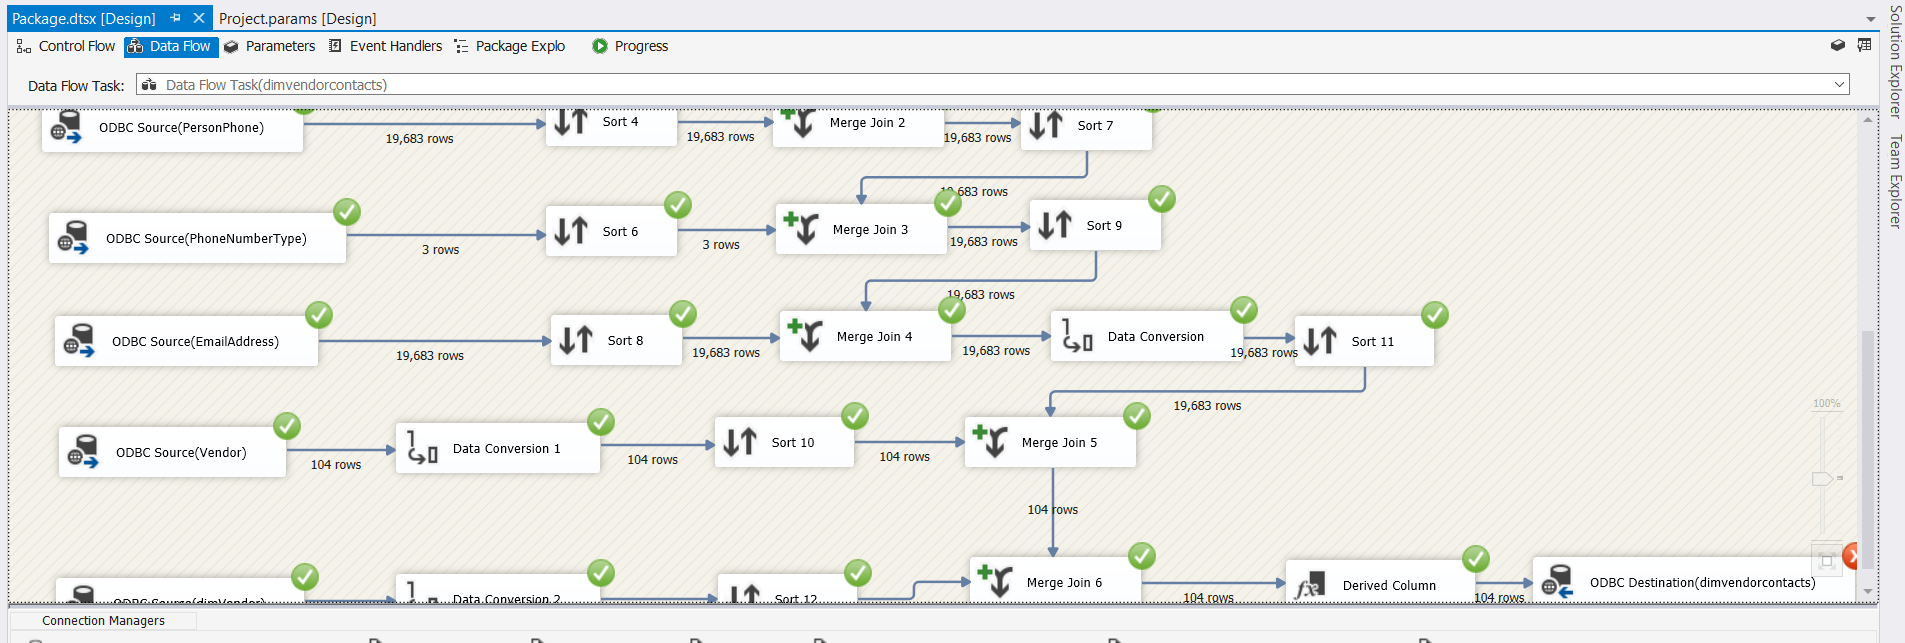 Package.dtsx [Design]
Project.params [Design]
Control Flow
Data Flow
Parameters
Event Handlers
Package Explo
Progress
Data Flow Task:
Data Flow Task(dimvendorcontacts)
Solution Explorer
Team Explorer
ODBC Source(PersonPhone)
19,683 rows
Sort 4
19,683 rows
Merge Join 2
19,683 rows
Sort 7
19,683 rows
ODBC Source(PhoneNumberType)
3 rows
Sort 6
3 rows
Merge Join 3
19,683 rows
Sort 9
19,683 rows
ODBC Source(EmailAddress)
19,683 rows
Sort 8
19,683 rows
Merge Join 4
19,683 rows
Data Conversion
19,683 rows
Sort 11
19,683 rows
100%
ODBC Source(Vendor)
104 rows
Data Conversion 1
104 rows
Sort 10
104 rows
Merge Join 5
104 rows
ODBC Source(dimVendor)
Data Conversion 2
Sort 12
Merge Join 6
104 rows
Derived Column
104 rows
ODBC Destination(dimvendorcontacts)
Connection Managers